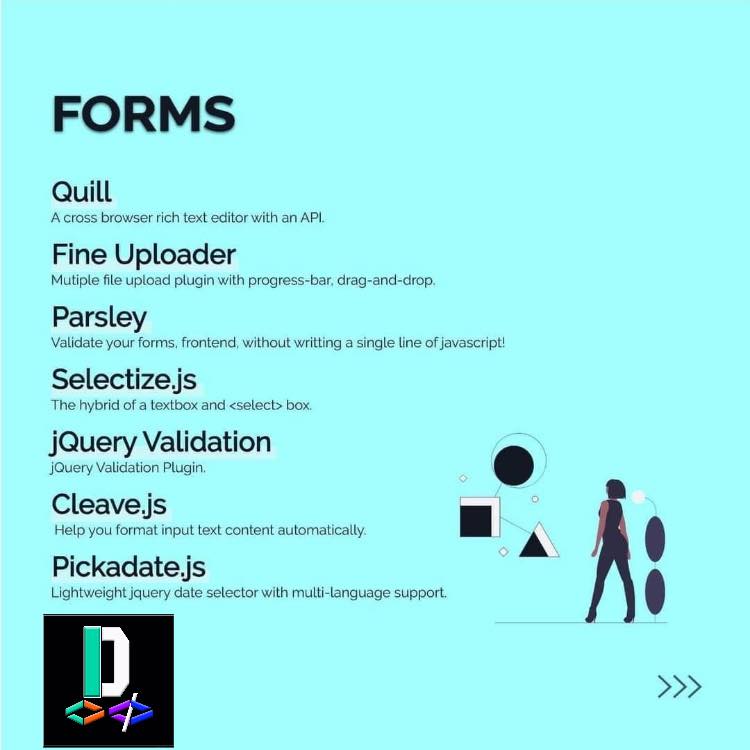 FORMS
Quill
A cross browser rich text editor with an API.
Fine Uploader
Mutiple file upload plugin with progress-bar, drag-and-drop.
Parsley
Validate your forms, frontend, without writting a single line of javascript!
Selectize.js
The hybrid of a textbox and <select> box.
jQuery Validation
jQuery Validation Plugin.
Cleave.js
Help you format input text content automatically.
Pickadate.js
Lightweight jquery date selector with multi-language support.
D